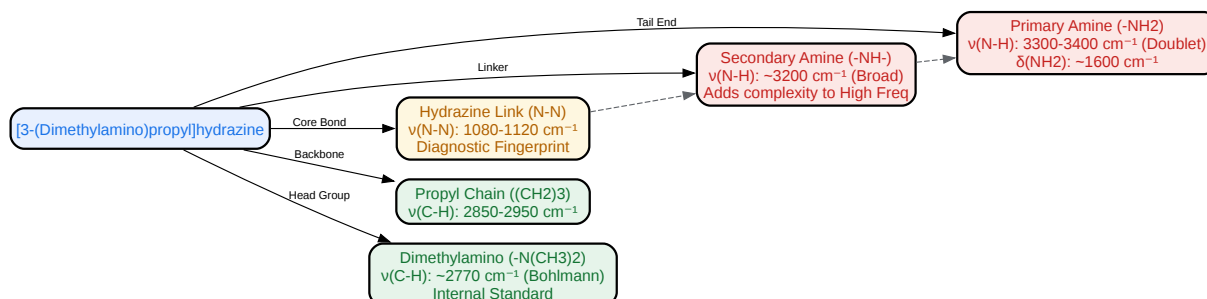 Tail End
Primary Amine (-NH2)
ν(N-H): 3300-3400 cm⁻¹ (Doublet)
δ(NH2): ~1600 cm⁻¹
Linker
Secondary Amine (-NH-)
ν(N-H): ~3200 cm⁻¹ (Broad)
Adds complexity to High Freq
[3-(Dimethylamino)propyl]hydrazine
Core Bond
Hydrazine Link (N-N)
ν(N-N): 1080-1120 cm⁻¹
Diagnostic Fingerprint
Backbone
Propyl Chain ((CH2)3)
ν(C-H): 2850-2950 cm⁻¹
Head Group
Dimethylamino (-N(CH3)2)
ν(C-H): ~2770 cm⁻¹ (Bohlmann)
Internal Standard